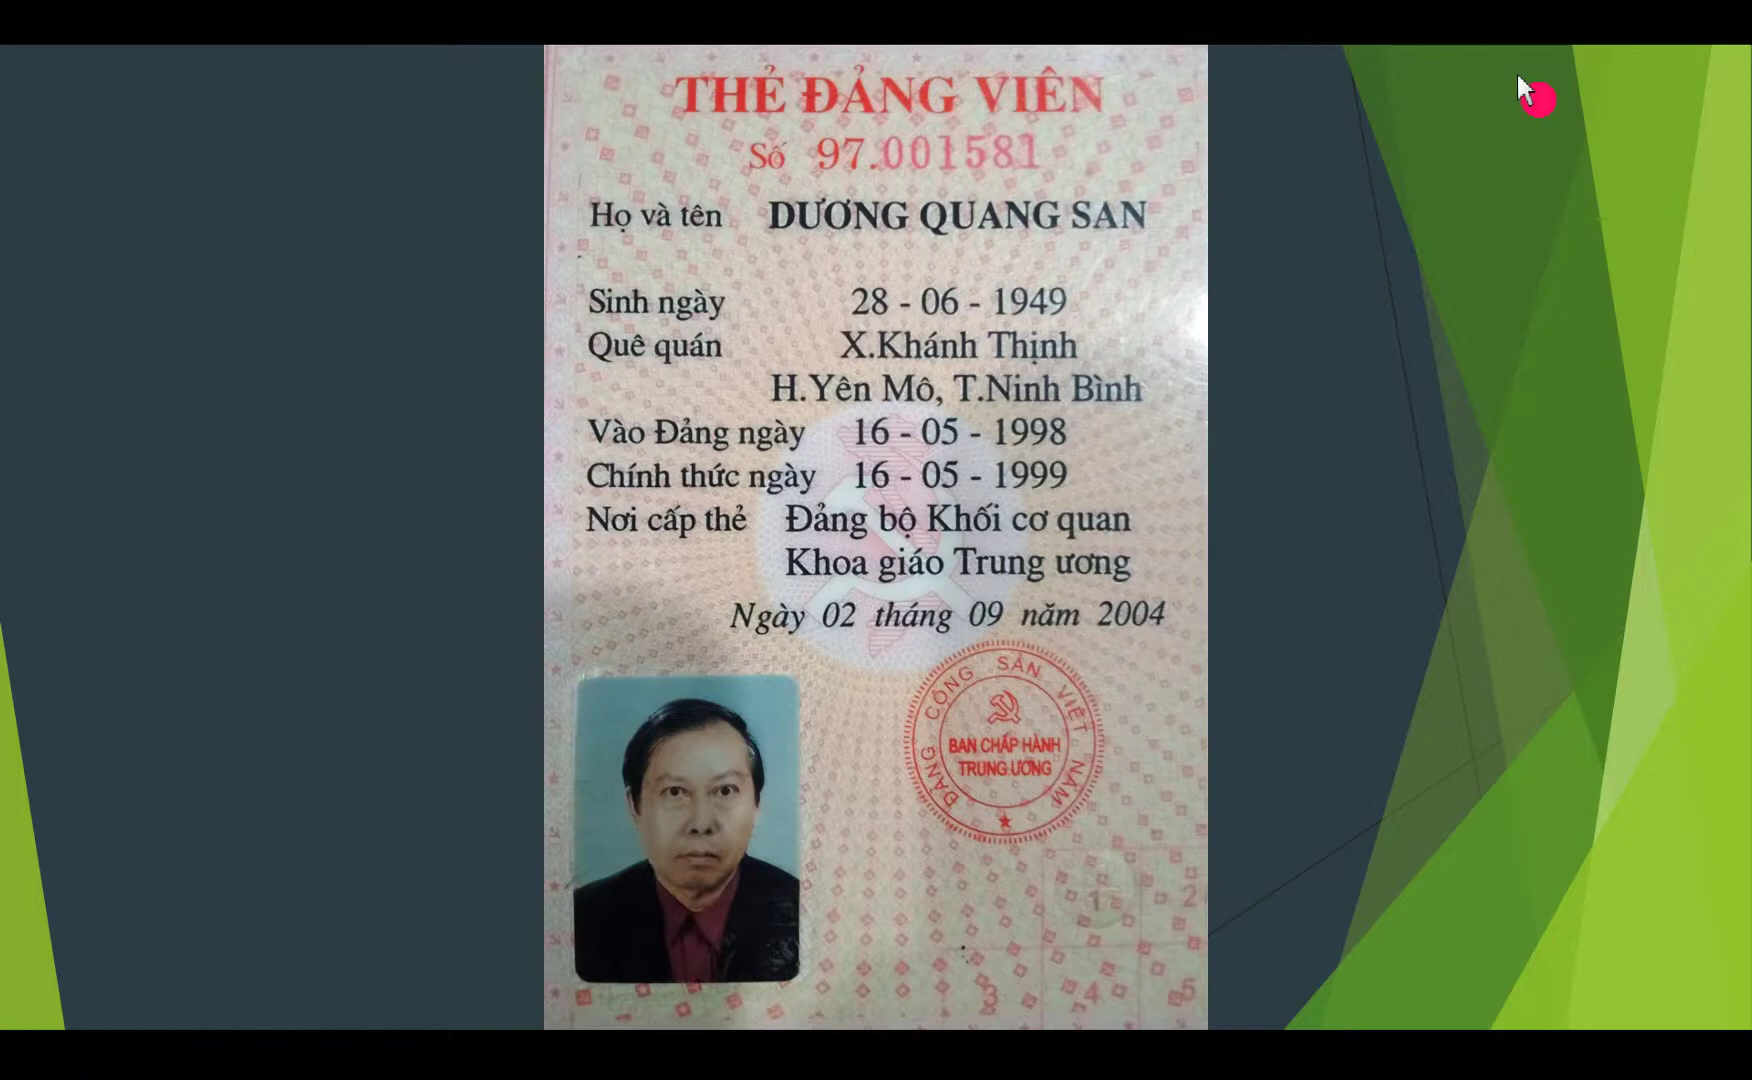 THẺ ĐẢNG VIÊN
Số 97.001581
Họ và tên DƯƠNG QUANG SAN
Sinh ngày 28 - 06 - 1949
Quê quán X.Khánh Thịnh
H.Yên Mô, T.Ninh Bình
Vào Đảng ngày 16 - 05 - 1998
Chính thức ngày 16 - 05 - 1999
Nơi cấp thẻ Đảng bộ Khối cơ quan
Khoa giáo Trung ương
Ngày 02 tháng 09 năm 2004
ĐẢNG CỘNG SẢN VIỆT NAM
BAN CHẤP HÀNH
TRUNG ƯƠNG
1 2
3 4 5